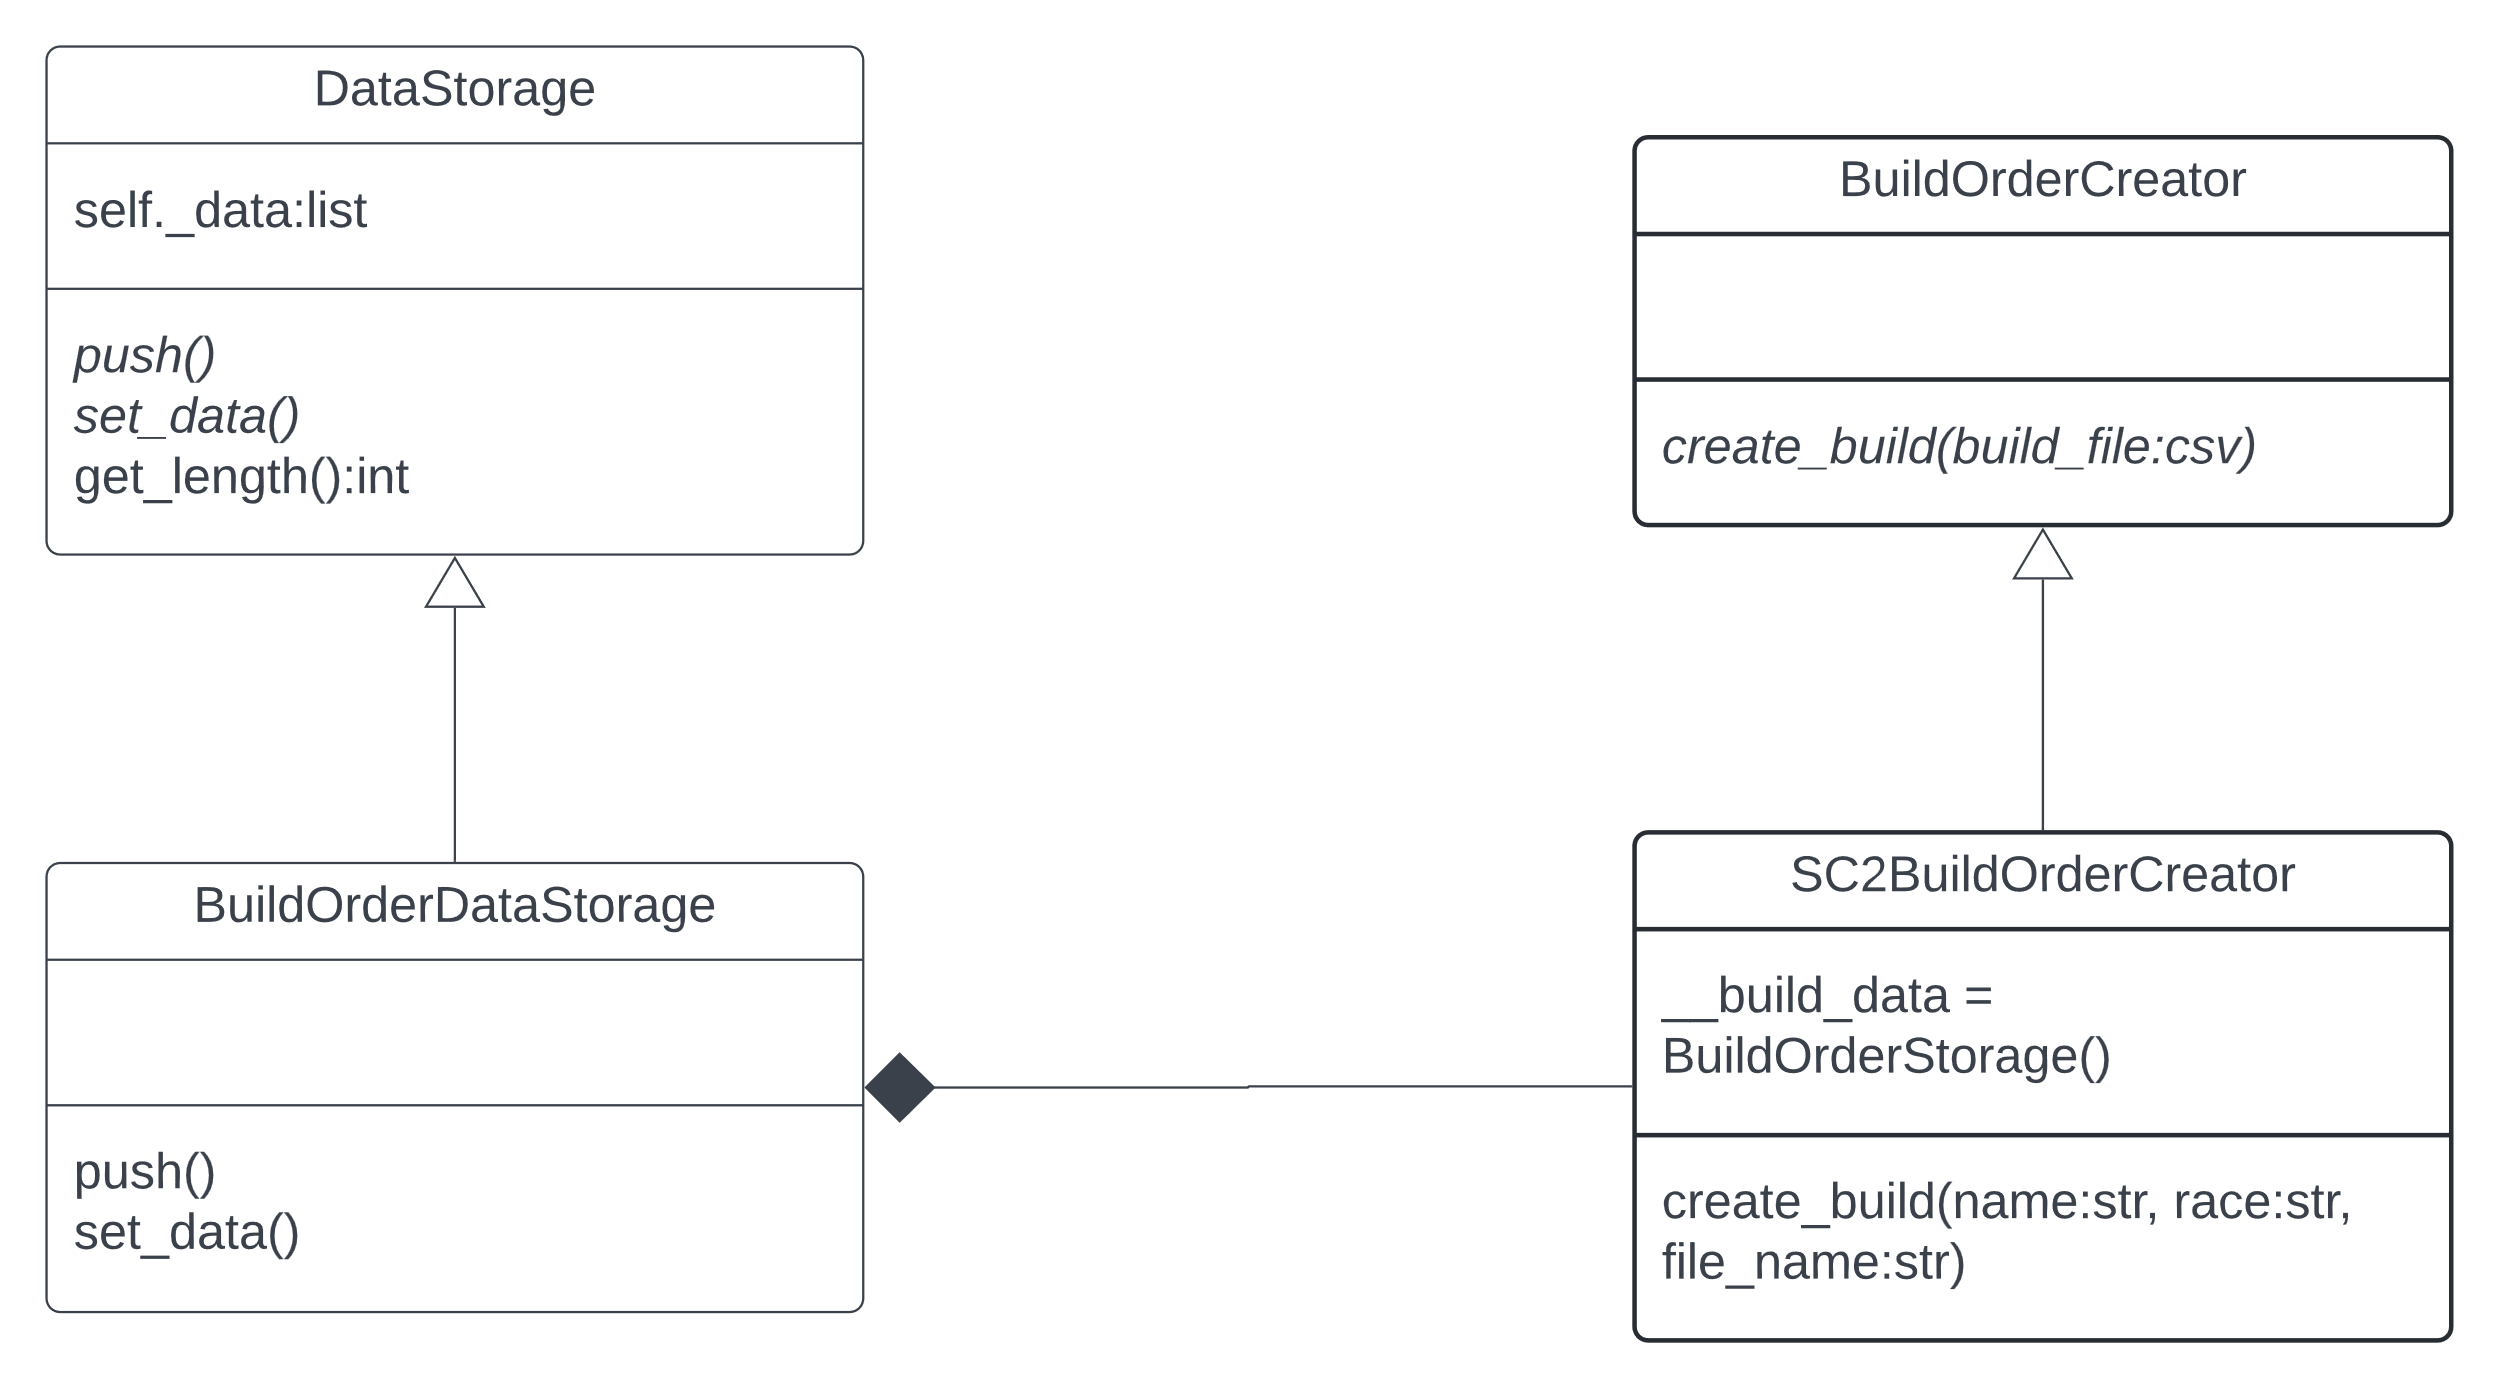 DataStorage
self._data:list
push()
set_data()
get_length():int
BuildOrderCreator
create_build(build_file:csv)
BuildOrderDataStorage
push()
set_data()
SC2BuildOrderCreator
__build_data =
BuildOrderStorage()
create_build(name:str, race:str,
file_name:str)